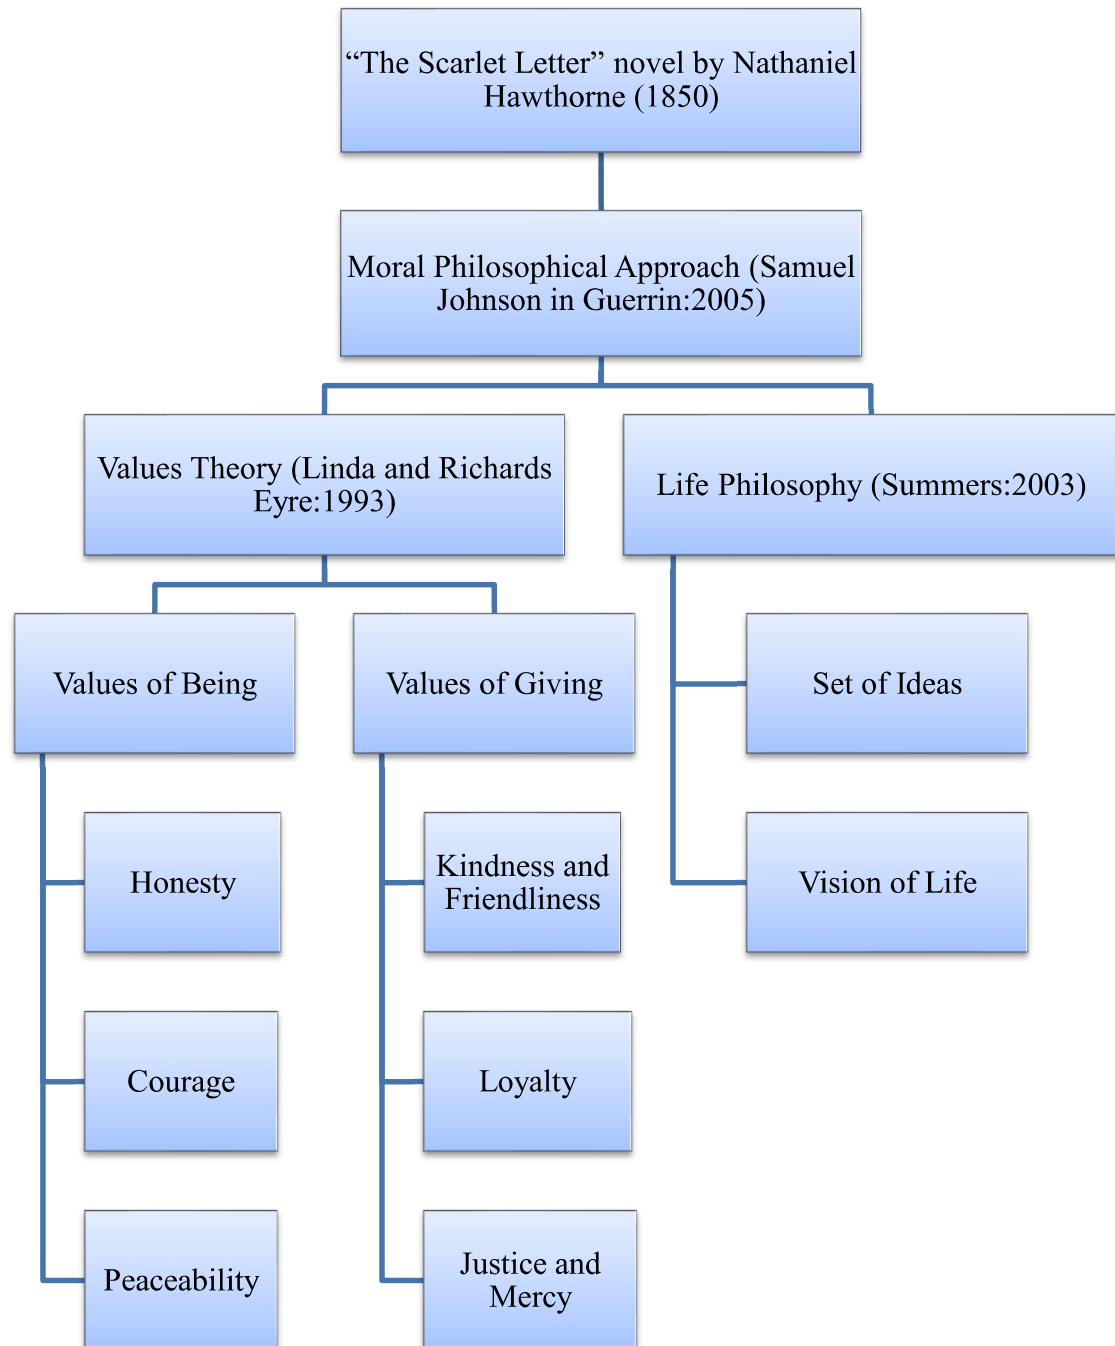 “The Scarlet Letter” novel by Nathaniel
Hawthorne (1850)
Moral Philosophical Approach (Samuel
Johnson in Guerrin:2005)
Values Theory (Linda and Richards
Eyre:1993)
Life Philosophy (Summers:2003)
Values of Being
Values of Giving
Set of Ideas
Honesty
Kindness and
Friendliness
Vision of Life
Courage
Loyalty
Peaceability
Justice and
Mercy